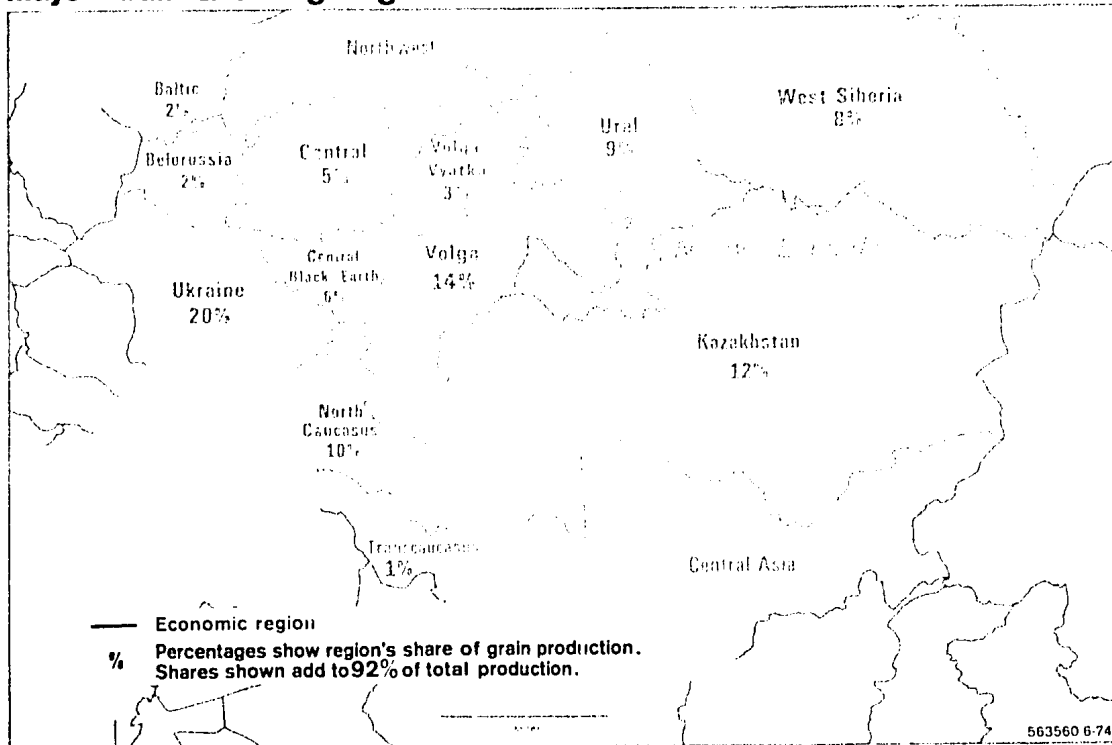 Northwest
Baltic
2%
West Siberia
8%
Ural
9%
Belorussia
2%
Central
5%
Volga
Vyatka
3%
Central
Black Earth
6%
Volga
14%
Ukraine
20%
Kazakhstan
12%
North
Caucasus
10%
Transcaucasus
1%
Central Asia
Economic region
% Percentages show region's share of grain production.
Shares shown add to 92% of total production.
563560 6-74